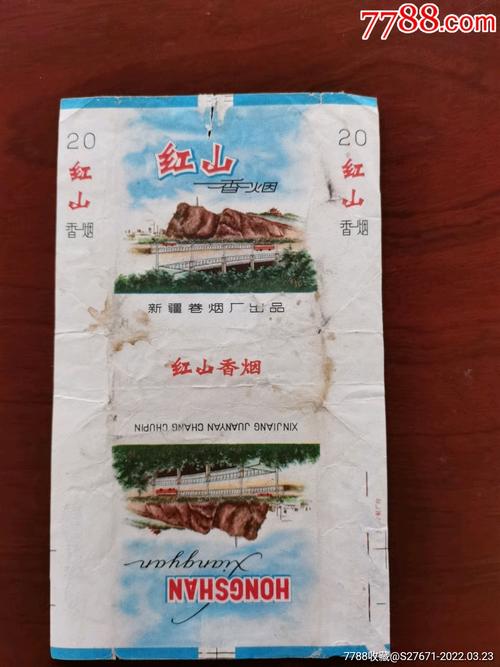 7788.com
20
红山
香烟
红山
香烟
20
红山
香烟
新疆卷烟厂出品
红山香烟
XINJIANG JUANYAN CHANG CHUPIN
HONGSHAN
Xiangyan
7788收藏@S27671-2022.03.23